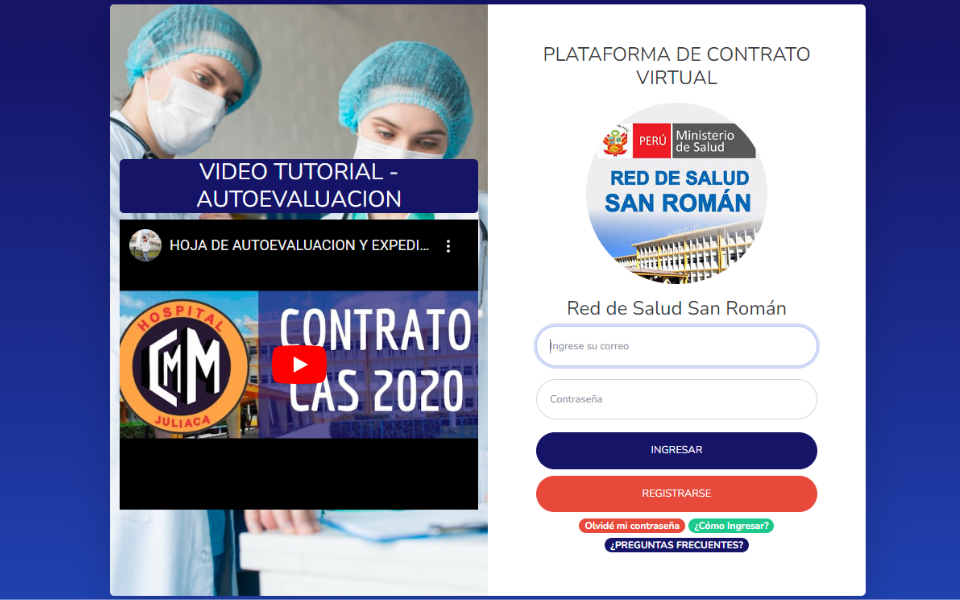 VIDEO TUTORIAL -
AUTOEVALUACION
HOJA DE AUTOEVALUACION Y EXPEDI...
HOSPITAL
CMM
JULIACA
CONTRATO
CAS 2020
PLATAFORMA DE CONTRATO
VIRTUAL
PERÚ
Ministerio
de Salud
RED DE SALUD
SAN ROMÁN
Red de Salud San Román
Ingrese su correo
Contraseña
INGRESAR
REGISTRARSE
Olvidé mi contraseña
¿Cómo Ingresar?
¿PREGUNTAS FRECUENTES?